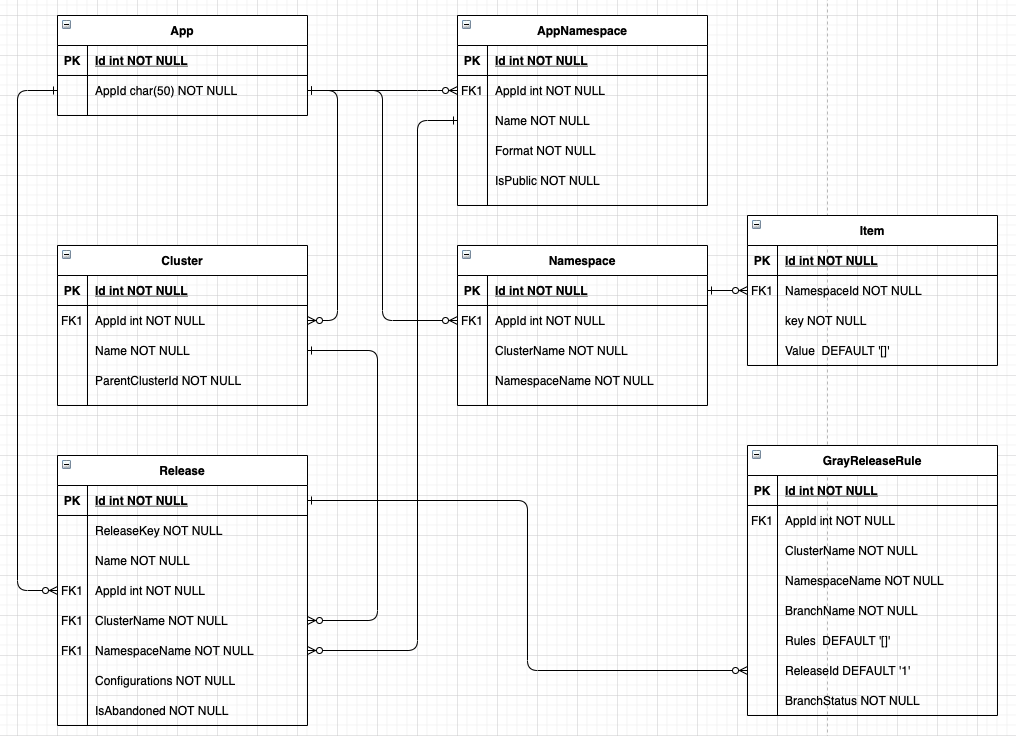 App
PK Id int NOT NULL
AppId char(50) NOT NULL
AppNamespace
PK Id int NOT NULL
FK1 AppId int NOT NULL
Name NOT NULL
Format NOT NULL
IsPublic NOT NULL
Cluster
PK Id int NOT NULL
FK1 AppId int NOT NULL
Name NOT NULL
ParentClusterId NOT NULL
Namespace
PK Id int NOT NULL
FK1 AppId int NOT NULL
ClusterName NOT NULL
NamespaceName NOT NULL
Item
PK Id int NOT NULL
FK1 NamespaceId NOT NULL
key NOT NULL
Value DEFAULT '[]'
Release
PK Id int NOT NULL
ReleaseKey NOT NULL
Name NOT NULL
FK1 AppId int NOT NULL
FK1 ClusterName NOT NULL
FK1 NamespaceName NOT NULL
Configurations NOT NULL
IsAbandoned NOT NULL
GrayReleaseRule
PK Id int NOT NULL
FK1 AppId int NOT NULL
ClusterName NOT NULL
NamespaceName NOT NULL
BranchName NOT NULL
Rules DEFAULT '[]'
ReleaseId DEFAULT '1'
BranchStatus NOT NULL